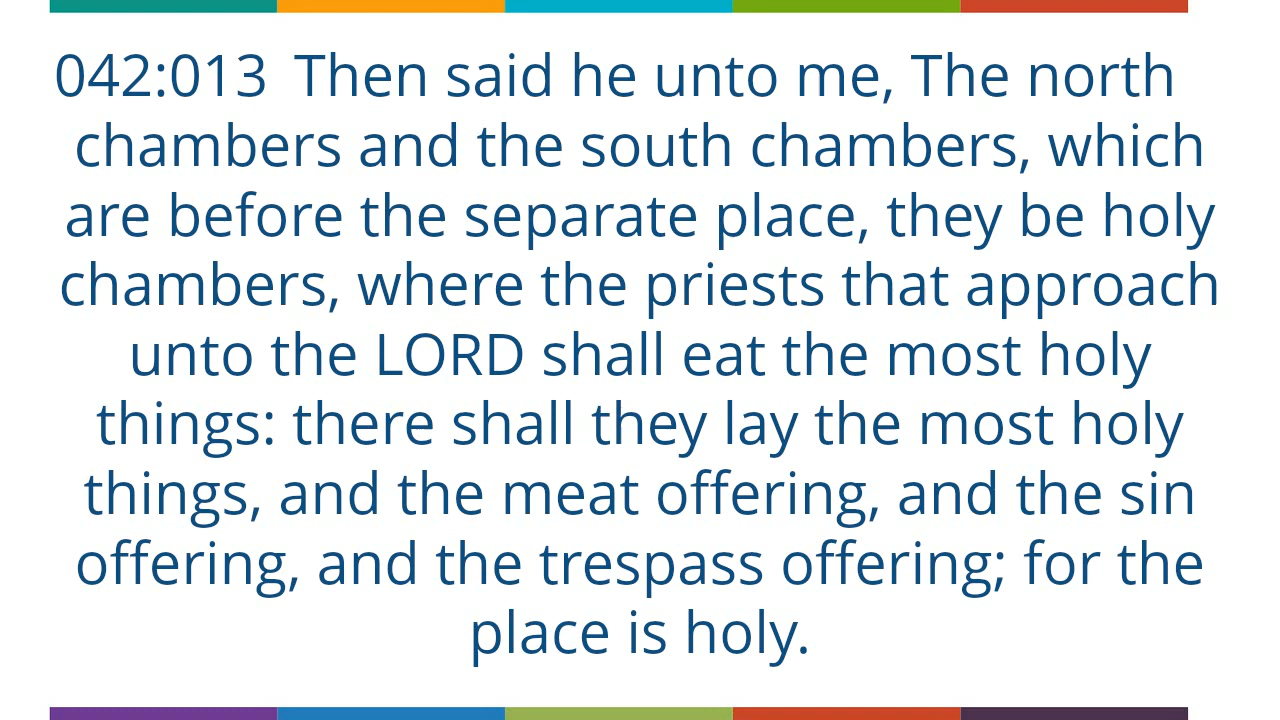 042:013  Then said he unto me, The north
chambers and the south chambers, which
are before the separate place, they be holy
chambers, where the priests that approach
unto the LORD shall eat the most holy
things: there shall they lay the most holy
things, and the meat offering, and the sin
offering, and the trespass offering; for the
place is holy.